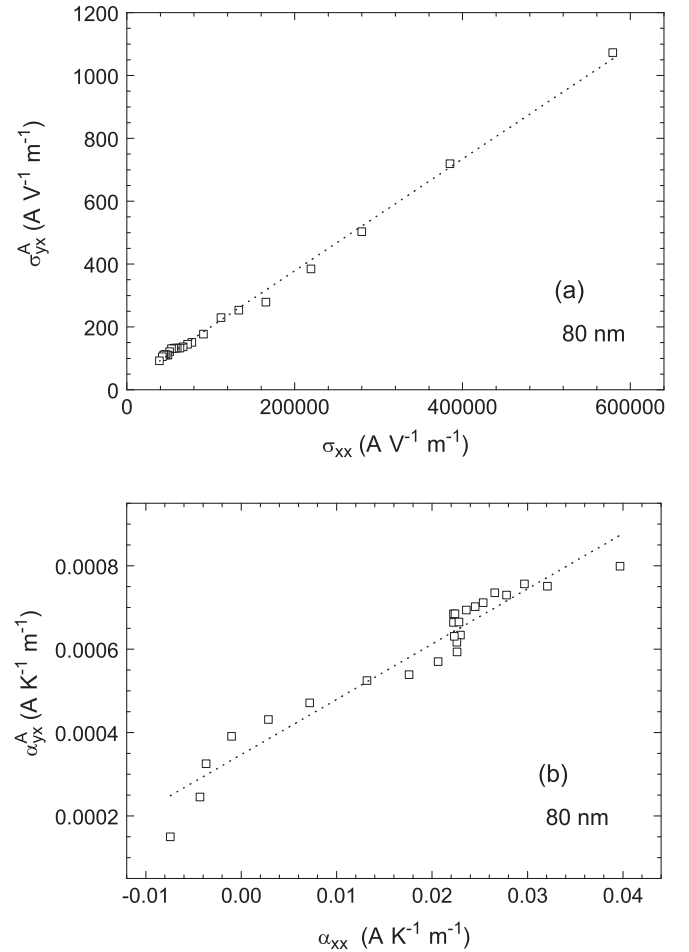 1200
1000
800
600
400
200
0
σ^A_yx (A V^-1 m^-1)
(a)
80 nm
0 200000 400000 600000
σ_xx (A V^-1 m^-1)
0.0008
0.0006
0.0004
0.0002
α^A_yx (A K^-1 m^-1)
(b)
80 nm
-0.01 0.00 0.01 0.02 0.03 0.04
α_xx (A K^-1 m^-1)